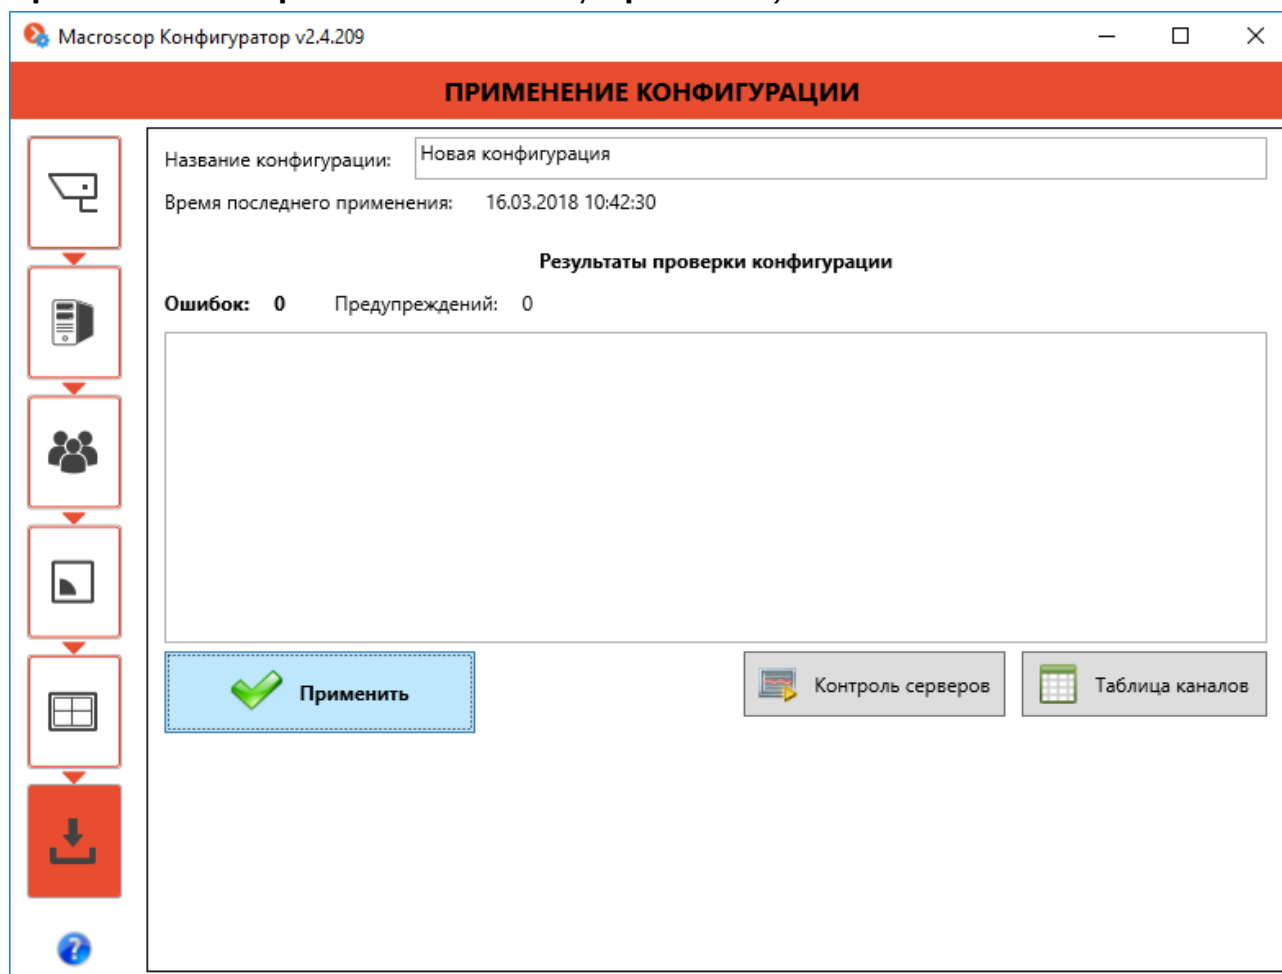 Macroscop Конфигуратор v2.4.209
ПРИМЕНЕНИЕ КОНФИГУРАЦИИ
Название конфигурации: Новая конфигурация
Время последнего применения: 16.03.2018 10:42:30
Результаты проверки конфигурации
Ошибок: 0 Предупреждений: 0
Применить Контроль серверов Таблица каналов
?